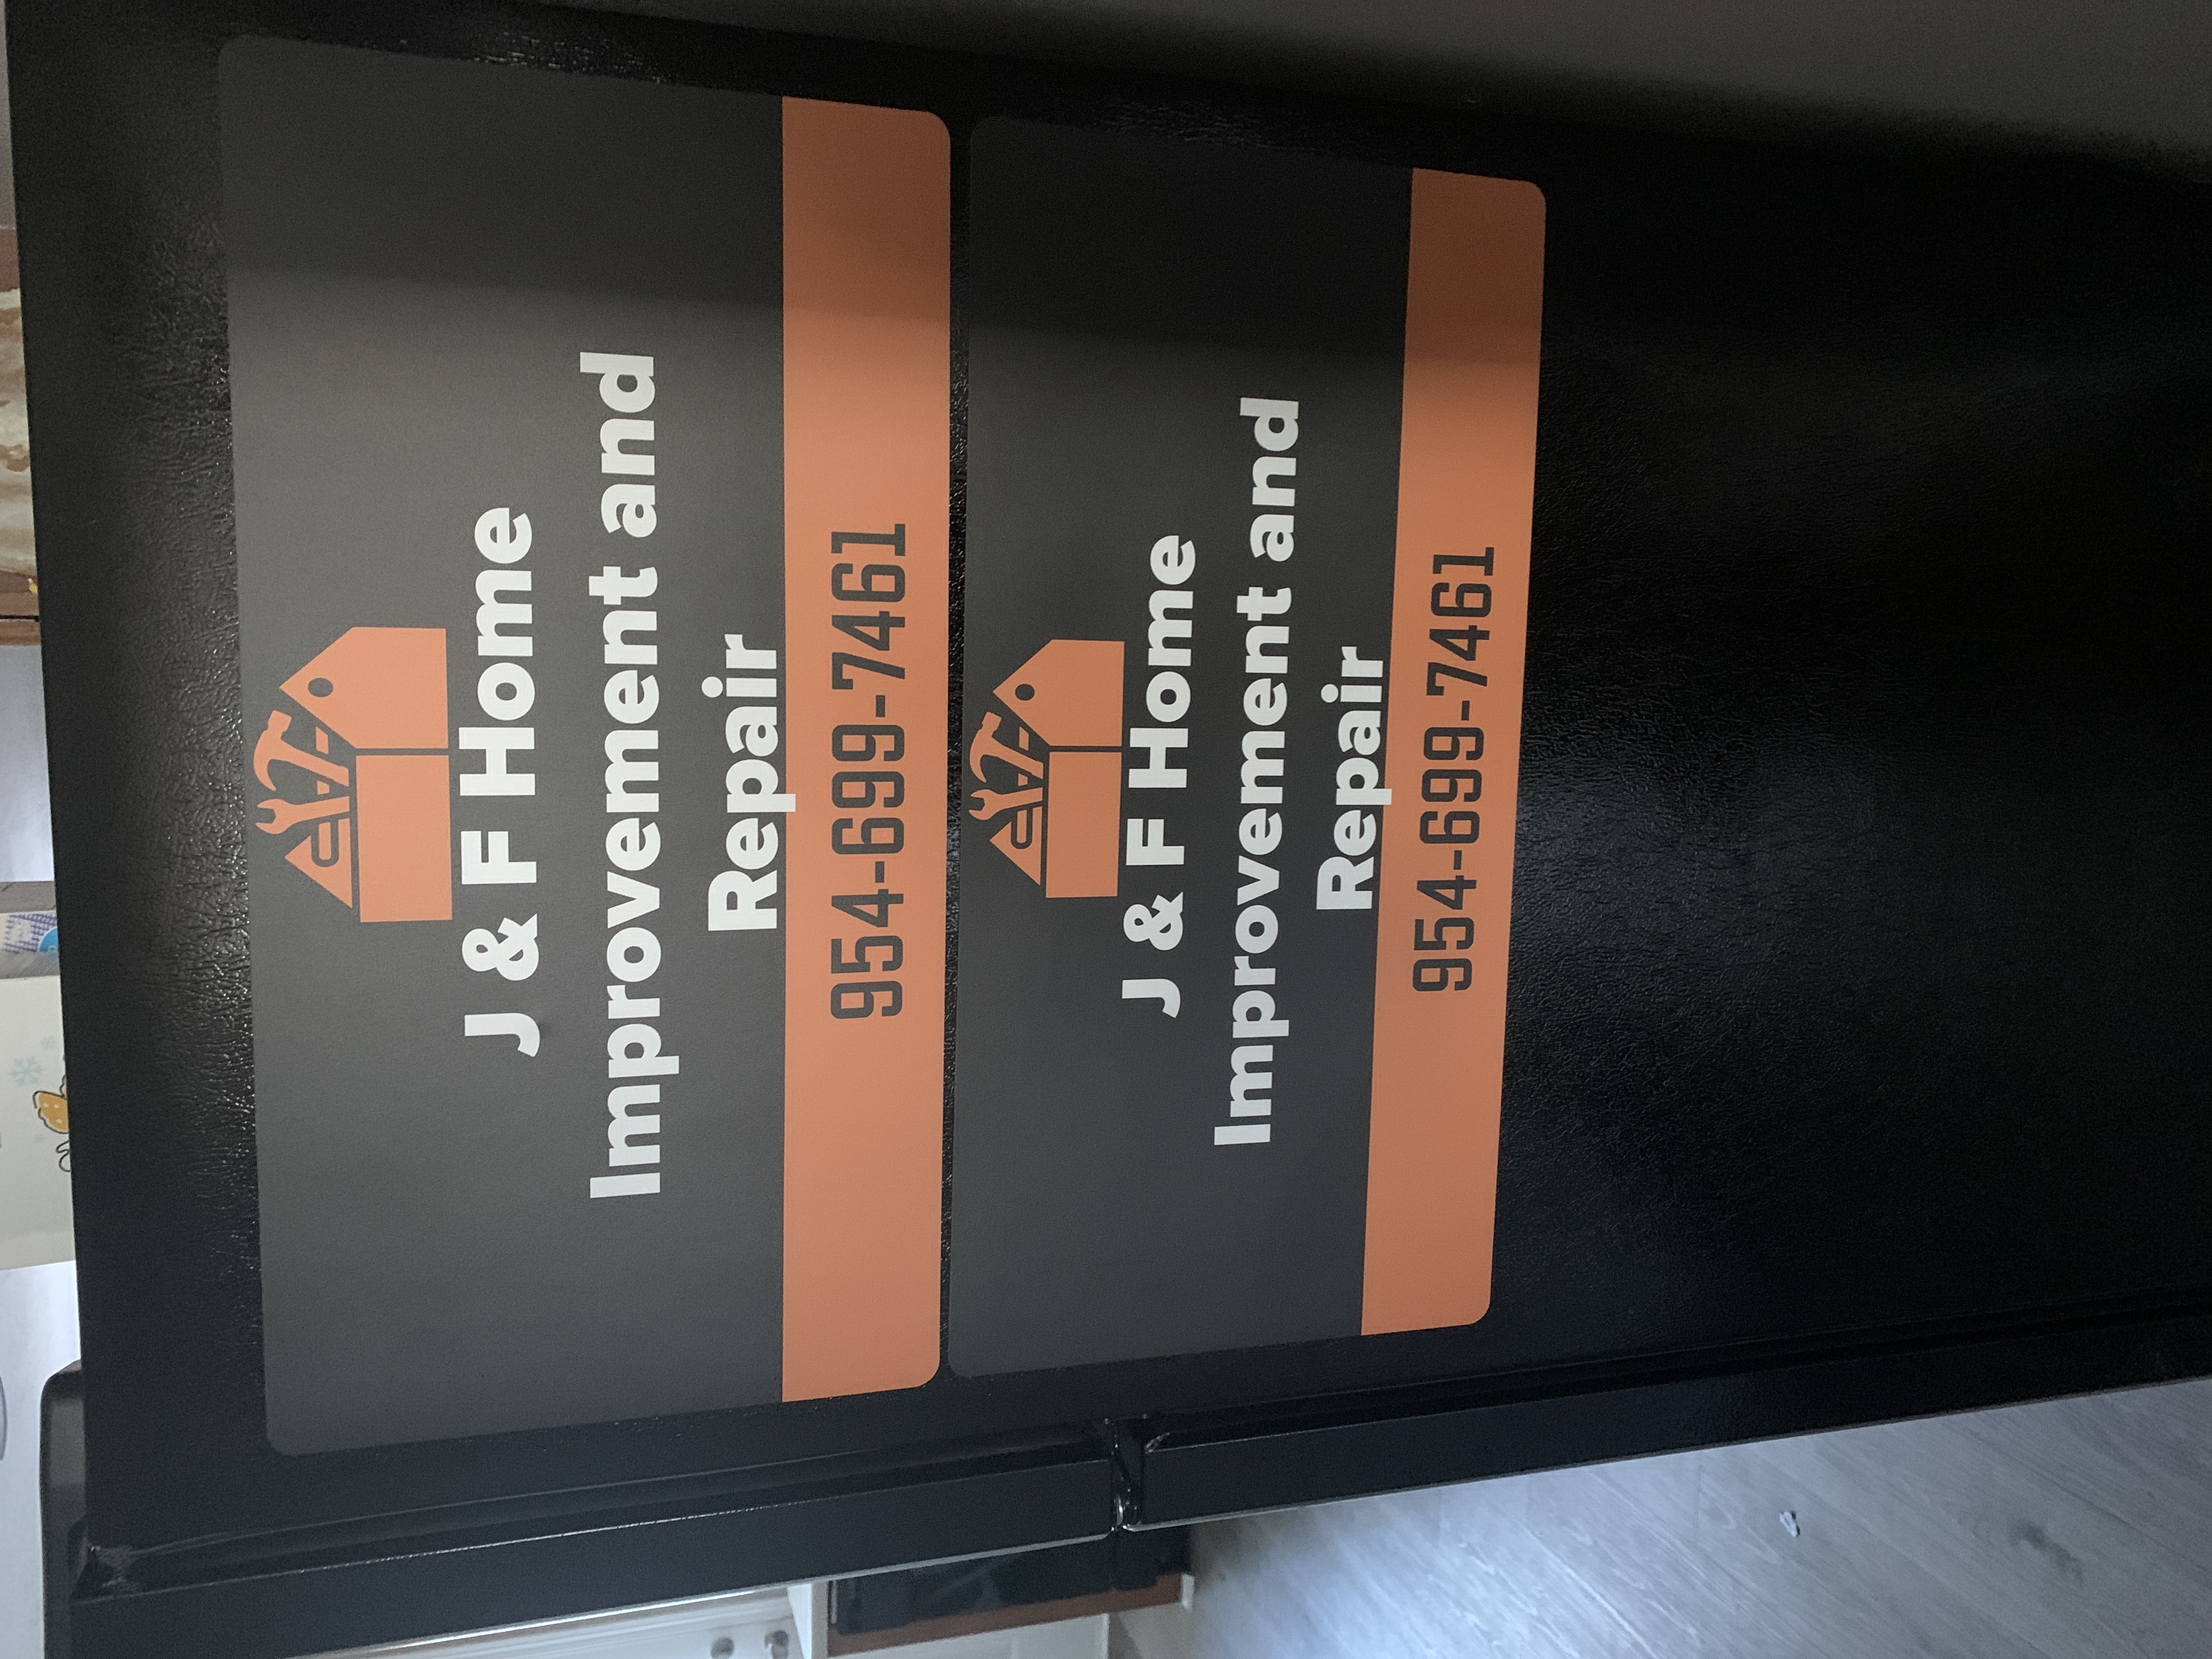 J & F Home
Improvement and
Repair
954-699-7461
J & F Home
Improvement and
Repair
954-699-7461